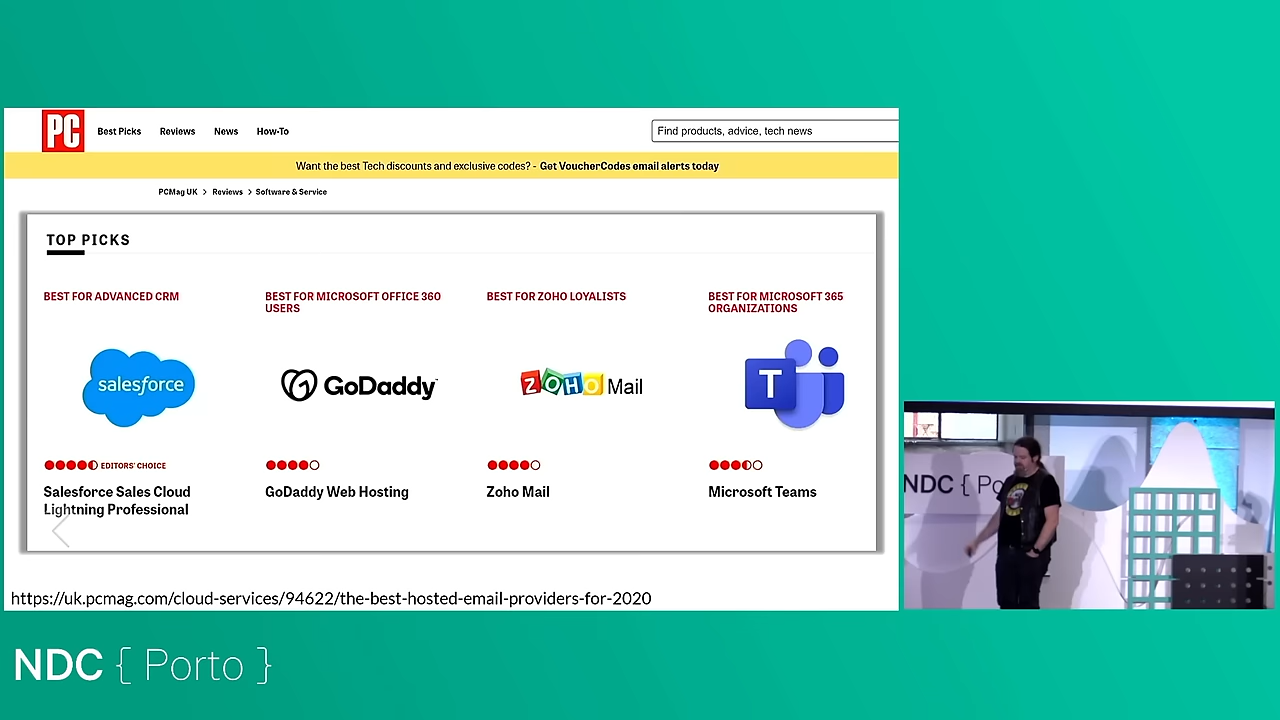 PC
Best Picks
Reviews
News
How-To
Find products, advice, tech news
Want the best Tech discounts and exclusive codes? - Get VoucherCodes email alerts today
PCMag UK > Reviews > Software & Service
TOP PICKS
BEST FOR ADVANCED CRM
salesforce
EDITORS' CHOICE
Salesforce Sales Cloud
Lightning Professional
BEST FOR MICROSOFT OFFICE 360
USERS
GoDaddy
GoDaddy Web Hosting
BEST FOR ZOHO LOYALISTS
ZOHO Mail
Zoho Mail
BEST FOR MICROSOFT 365
ORGANIZATIONS
T
Microsoft Teams
https://uk.pcmag.com/cloud-services/94622/the-best-hosted-email-providers-for-2020
NDC { Po
NDC { Porto }